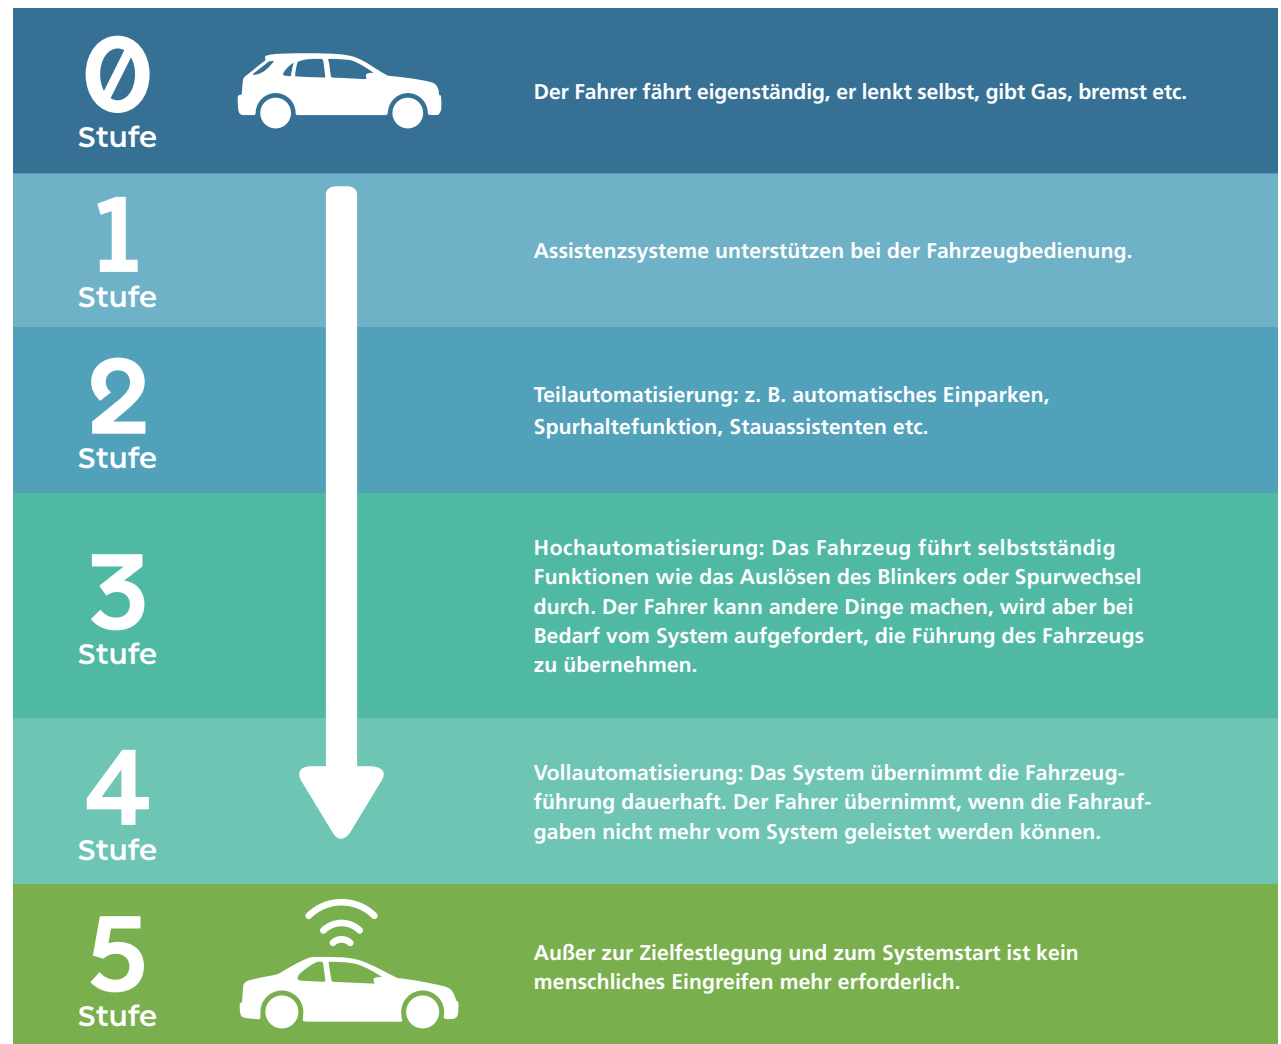 0
Stufe
Der Fahrer fährt eigenständig, er lenkt selbst, gibt Gas, bremst etc.
1
Stufe
Assistenzsysteme unterstützen bei der Fahrzeugbedienung.
2
Stufe
Teilautomatisierung: z. B. automatisches Einparken,
Spurhaltefunktion, Stauassistenten etc.
3
Stufe
Hochautomatisierung: Das Fahrzeug führt selbstständig
Funktionen wie das Auslösen des Blinkers oder Spurwechsel
durch. Der Fahrer kann andere Dinge machen, wird aber bei
Bedarf vom System aufgefordert, die Führung des Fahrzeugs
zu übernehmen.
4
Stufe
Vollautomatisierung: Das System übernimmt die Fahrzeug-
führung dauerhaft. Der Fahrer übernimmt, wenn die Fahrauf-
gaben nicht mehr vom System geleistet werden können.
5
Stufe
Außer zur Zielfestlegung und zum Systemstart ist kein
menschliches Eingreifen mehr erforderlich.